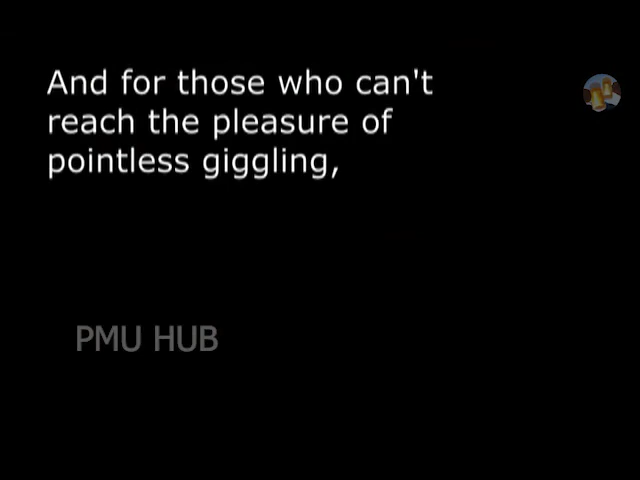 And for those who can't
reach the pleasure of
pointless giggling,
PMU HUB